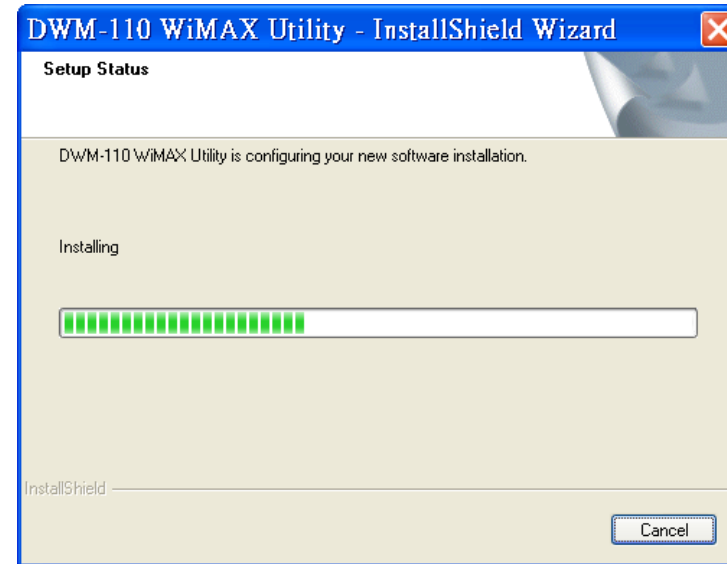 DWM-110 WiMAX Utility - InstallShield Wizard
Setup Status
DWM-110 WiMAX Utility is configuring your new software installation.
Installing
InstallShield
Cancel